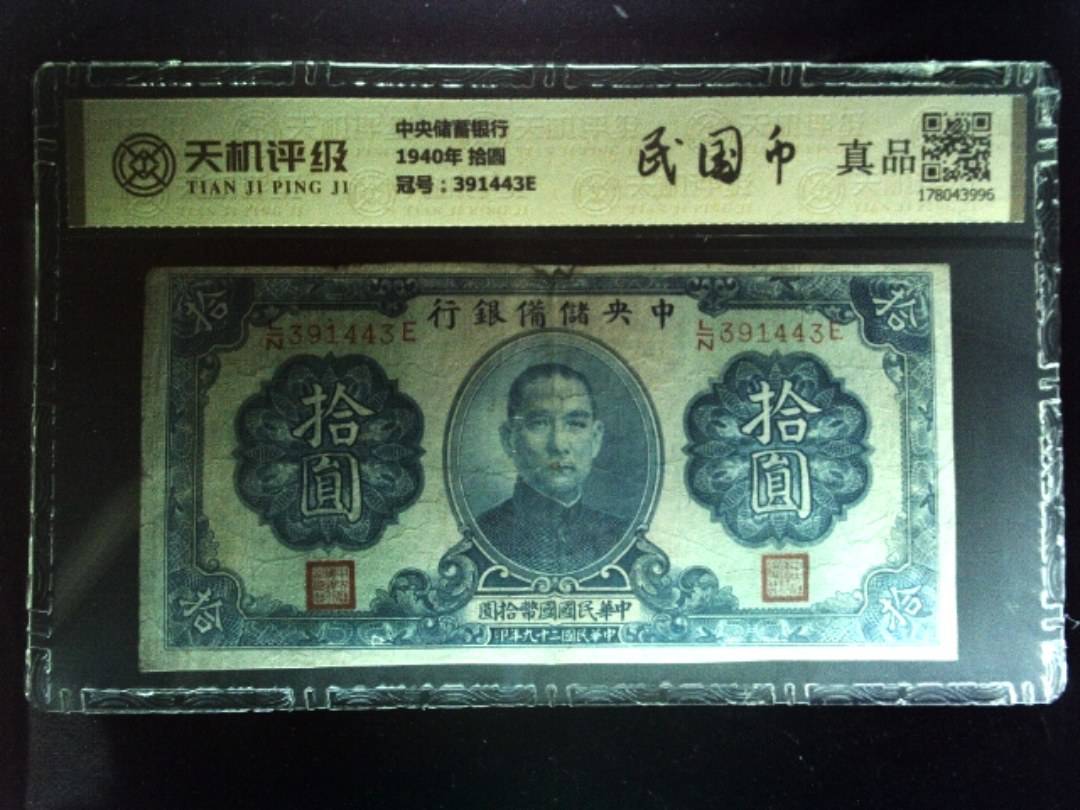 天机评级
TIAN JI PING JI
中央储蓄银行
1940年 拾圆
冠号：391443E
民国币
真品
178043996
拾
拾
中央儲備銀行
391443E
391443E
拾圓
拾圓
中華民國國幣拾圓
中華民國二十九年印
拾
拾